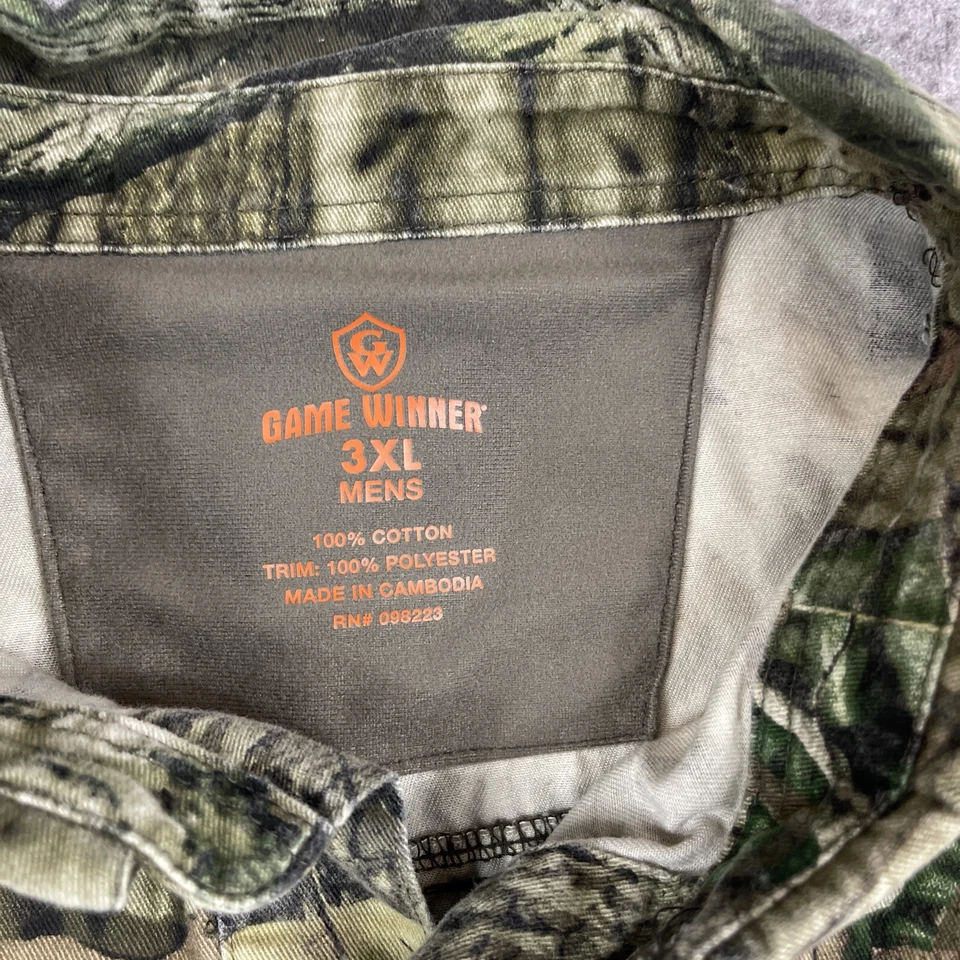 GW
GAME WINNER
3XL
MENS
100% COTTON
TRIM: 100% POLYESTER
MADE IN CAMBODIA
RN# 098223